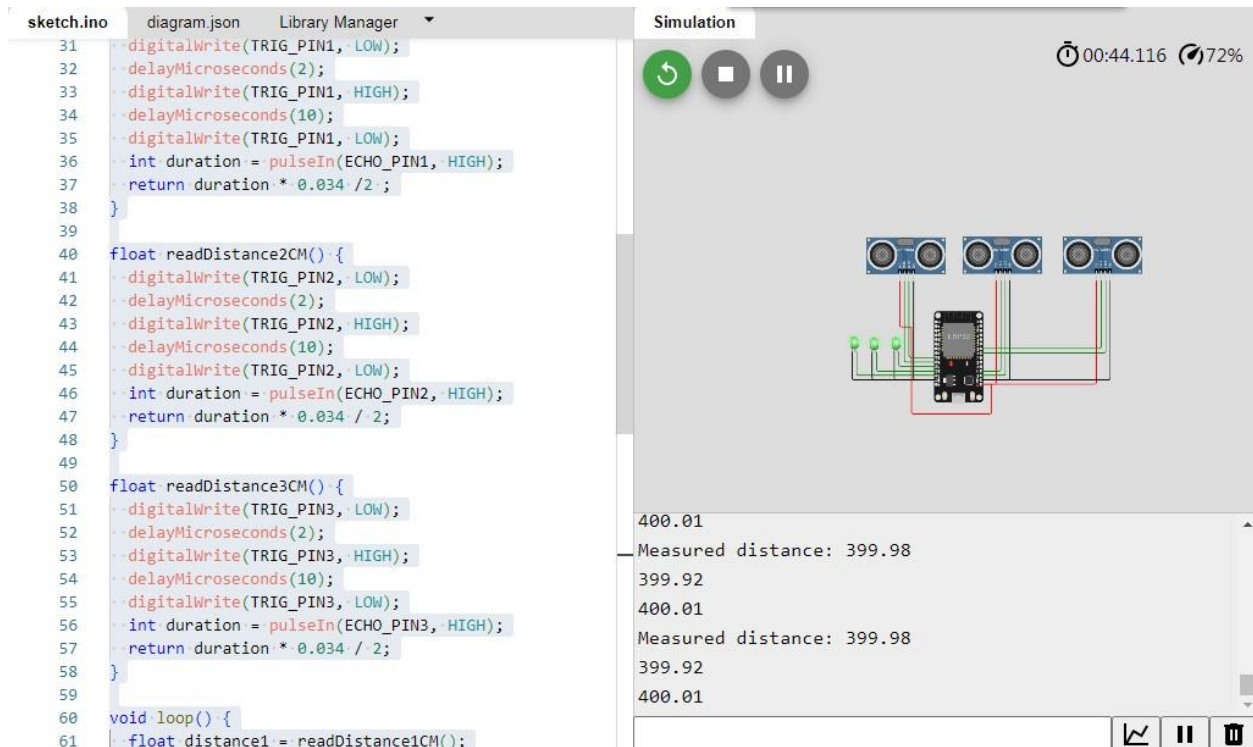 sketch.ino diagram.json Library Manager
31 digitalWrite(TRIG_PIN1, LOW);
32 delayMicroseconds(2);
33 digitalWrite(TRIG_PIN1, HIGH);
34 delayMicroseconds(10);
35 digitalWrite(TRIG_PIN1, LOW);
36 int duration = pulseIn(ECHO_PIN1, HIGH);
37 return duration * 0.034 /2 ;
38 }
39
40 float readDistance2CM() {
41 digitalWrite(TRIG_PIN2, LOW);
42 delayMicroseconds(2);
43 digitalWrite(TRIG_PIN2, HIGH);
44 delayMicroseconds(10);
45 digitalWrite(TRIG_PIN2, LOW);
46 int duration = pulseIn(ECHO_PIN2, HIGH);
47 return duration * 0.034 / 2;
48 }
49
50 float readDistance3CM() {
51 digitalWrite(TRIG_PIN3, LOW);
52 delayMicroseconds(2);
53 digitalWrite(TRIG_PIN3, HIGH);
54 delayMicroseconds(10);
55 digitalWrite(TRIG_PIN3, LOW);
56 int duration = pulseIn(ECHO_PIN3, HIGH);
57 return duration * 0.034 / 2;
58 }
59
60 void loop() {
61 float distance1 = readDistance1CM();
Simulation
00:44.116 72%
ESP32
400.01
Measured distance: 399.98
399.92
400.01
Measured distance: 399.98
399.92
400.01